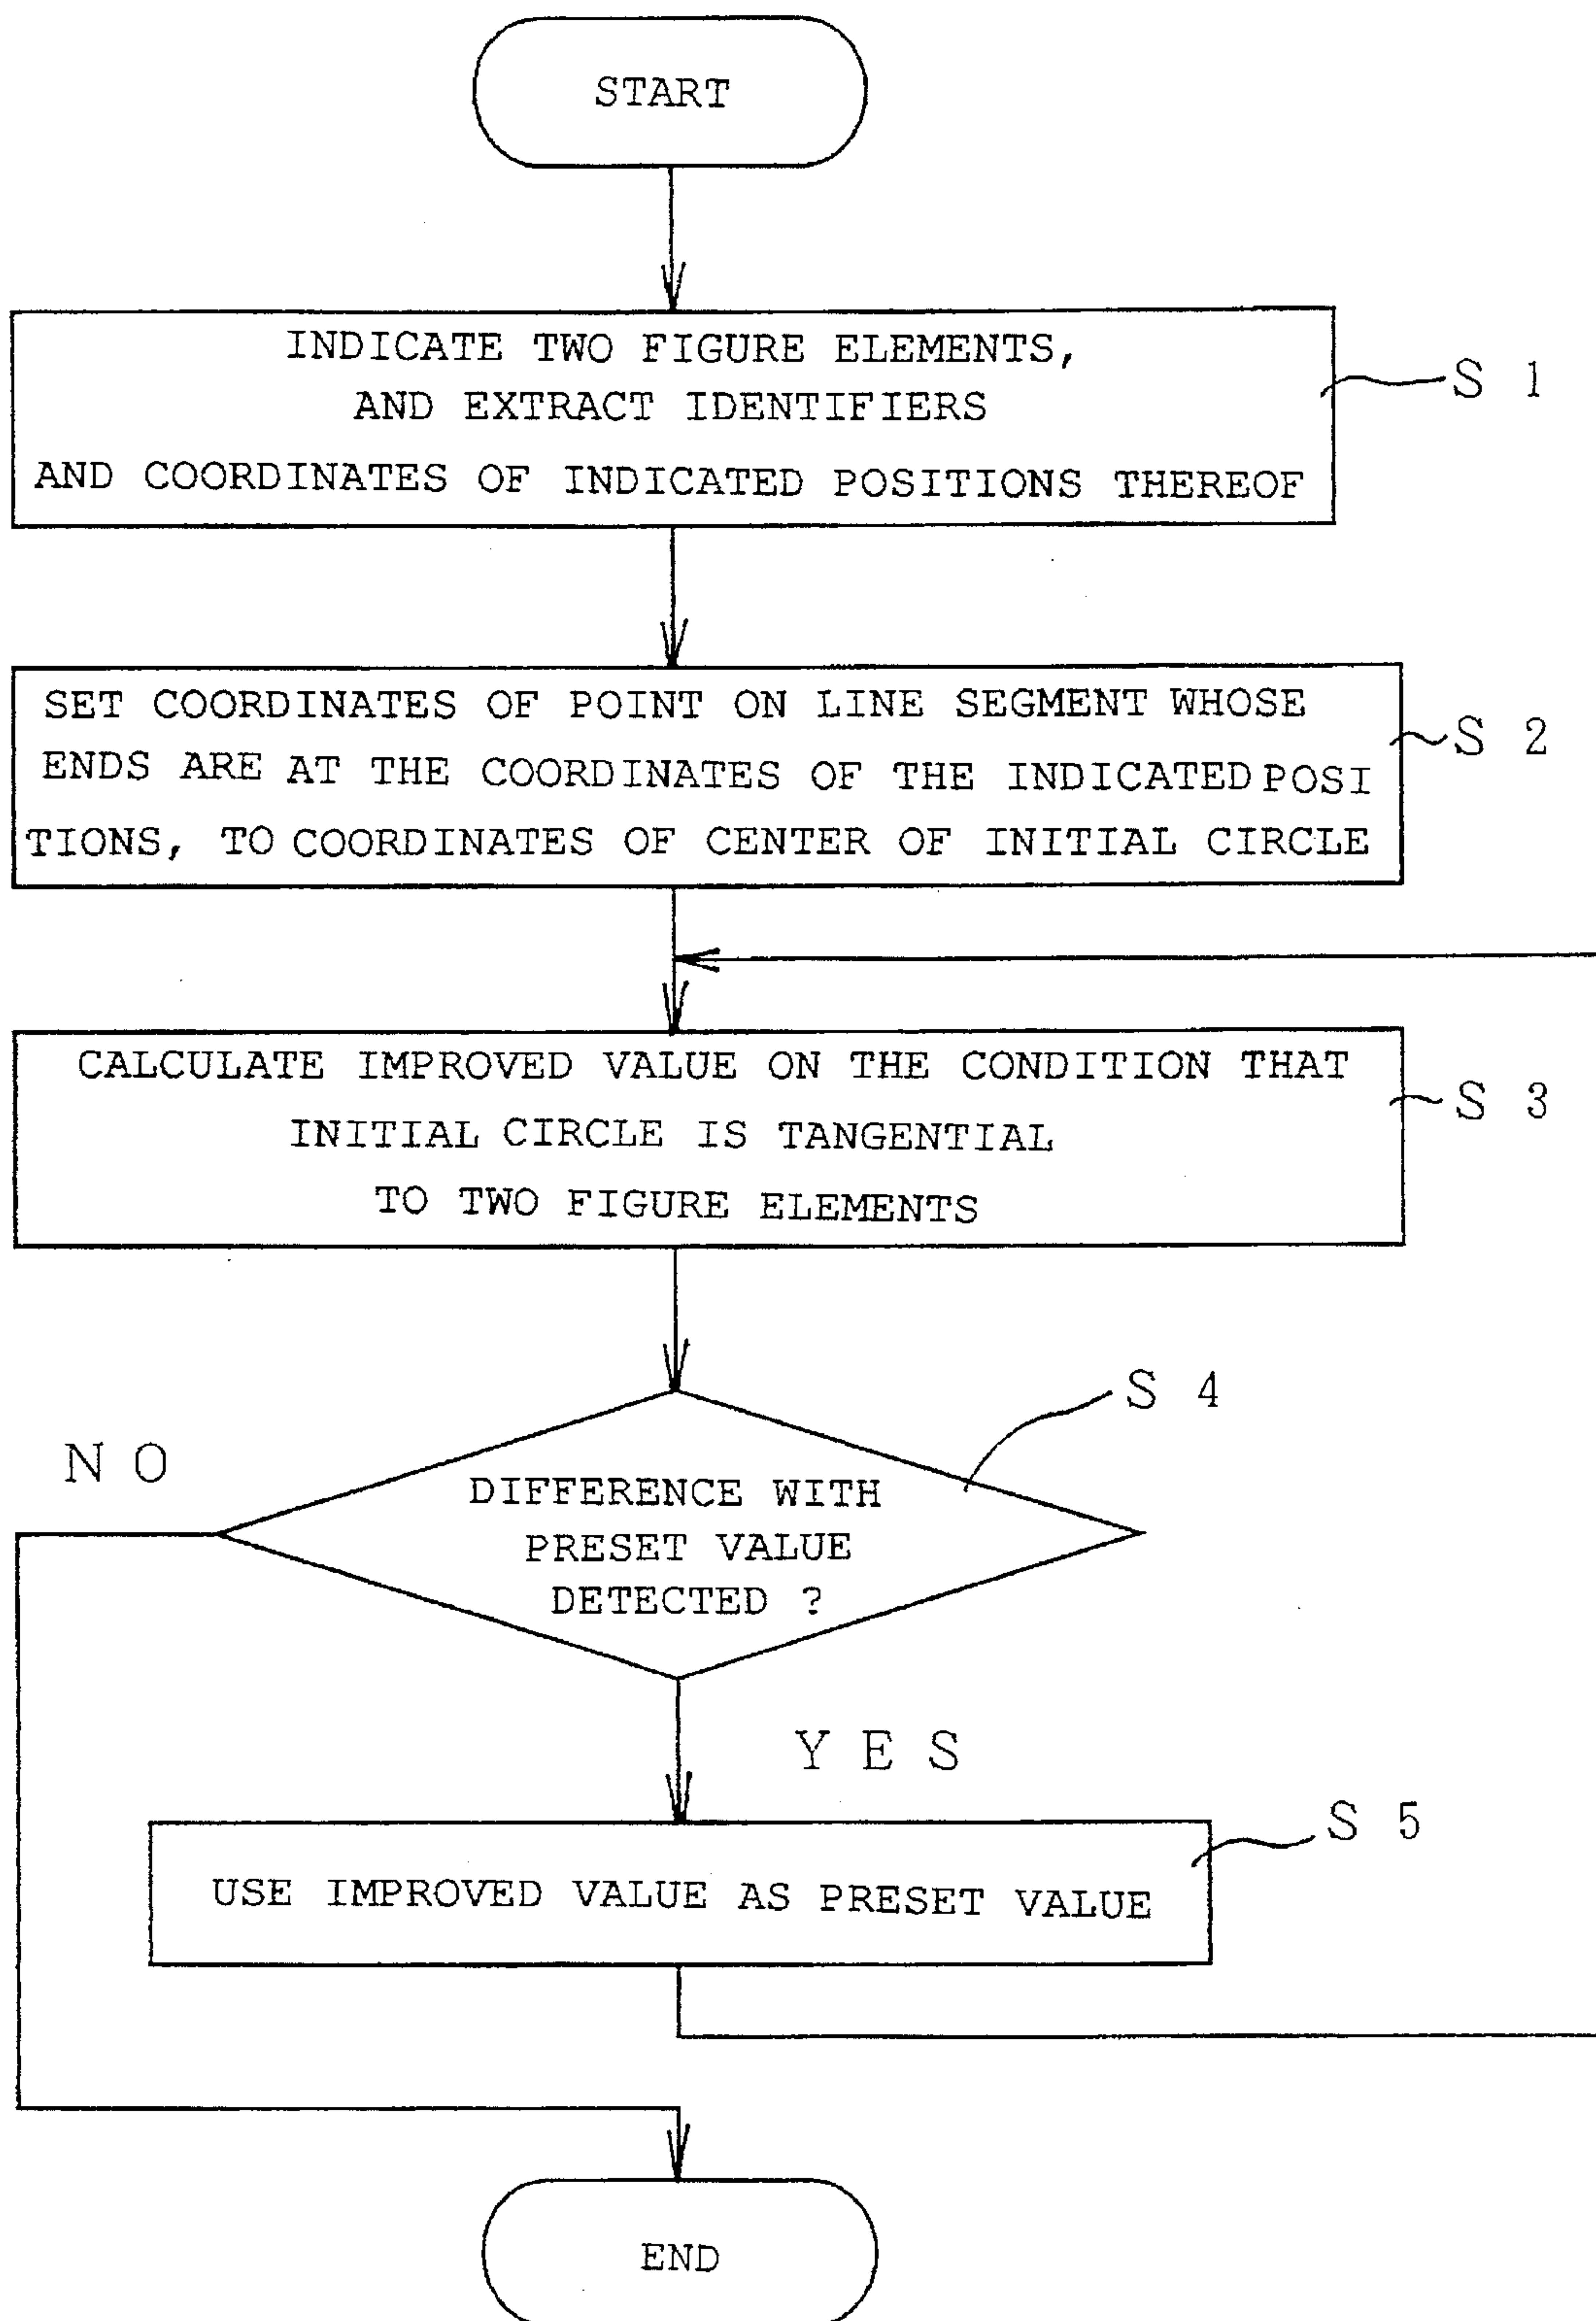 START
INDICATE TWO FIGURE ELEMENTS,
AND EXTRACT IDENTIFIERS
AND COORDINATES OF INDICATED POSITIONS THEREOF
S 1
SET COORDINATES OF POINT ON LINE SEGMENT WHOSE
ENDS ARE AT THE COORDINATES OF THE INDICATED POSI
TIONS, TO COORDINATES OF CENTER OF INITIAL CIRCLE
S 2
CALCULATE IMPROVED VALUE ON THE CONDITION THAT
INITIAL CIRCLE IS TANGENTIAL
TO TWO FIGURE ELEMENTS
S 3
S 4
NO
DIFFERENCE WITH
PRESET VALUE
DETECTED ?
YES
S 5
USE IMPROVED VALUE AS PRESET VALUE
END